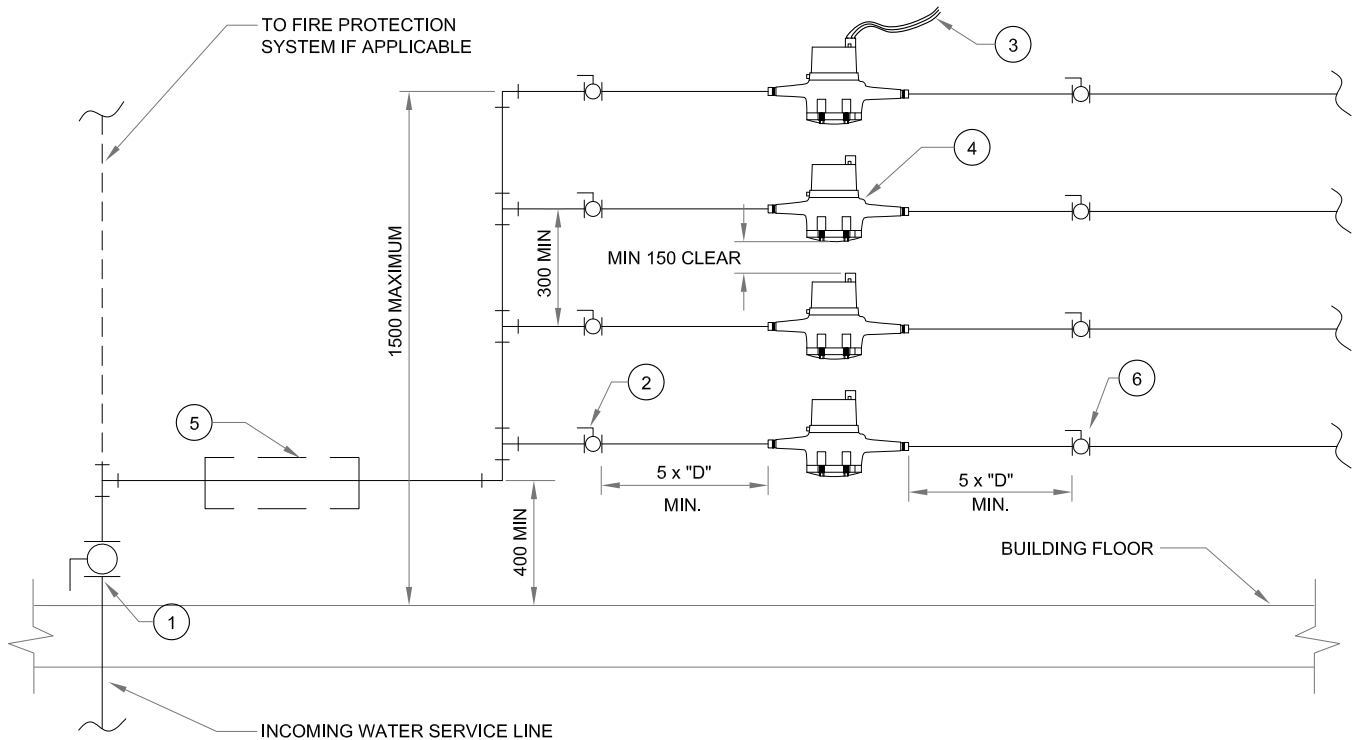 TO FIRE PROTECTION
SYSTEM IF APPLICABLE
3
4
1500 MAXIMUM
300 MIN
MIN 150 CLEAR
2
6
5
5 x "D"
MIN.
5 x "D"
MIN.
400 MIN
BUILDING FLOOR
1
INCOMING WATER SERVICE LINE